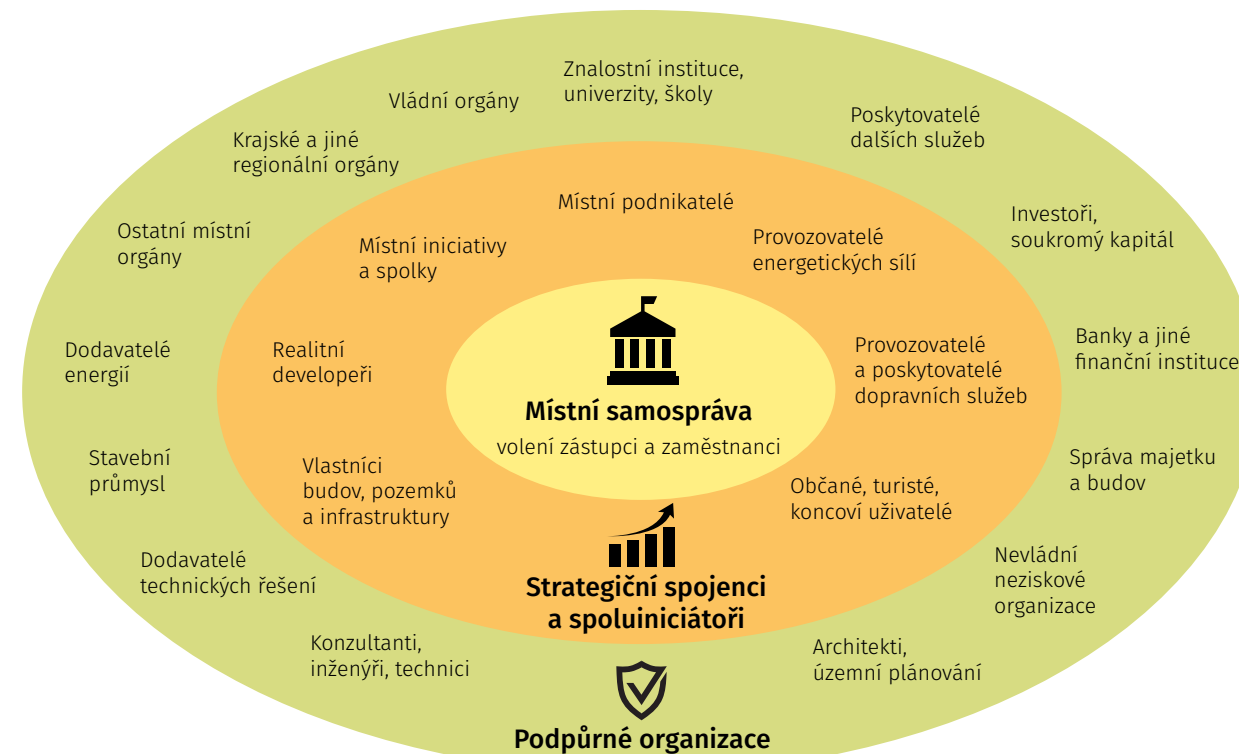 Znalostní instituce,
univerzity, školy
Vládní orgány
Poskytovatelé
dalších služeb
Krajské a jiné
regionální orgány
Místní podnikatelé
Investoři,
soukromý kapitál
Ostatní místní
orgány
Místní iniciativy
a spolky
Provozovatelé
energetických sílí
Dodavatelé
energií
Realitní
developeři
Provozovatelé
a poskytovatelé
dopravních služeb
Banky a jiné
finanční instituce
Místní samospráva
volení zástupci a zaměstnanci
Stavební
průmysl
Vlastníci
budov, pozemků
a infrastruktury
Občané, turisté,
koncoví uživatelé
Správa majetku
a budov
Dodavatelé
technických řešení
Strategiční spojenci
a spoluiniciátoři
Nevládní
neziskové
organizace
Konzultanti,
inženýři, technici
Architekti,
územní plánování
Podpůrné organizace